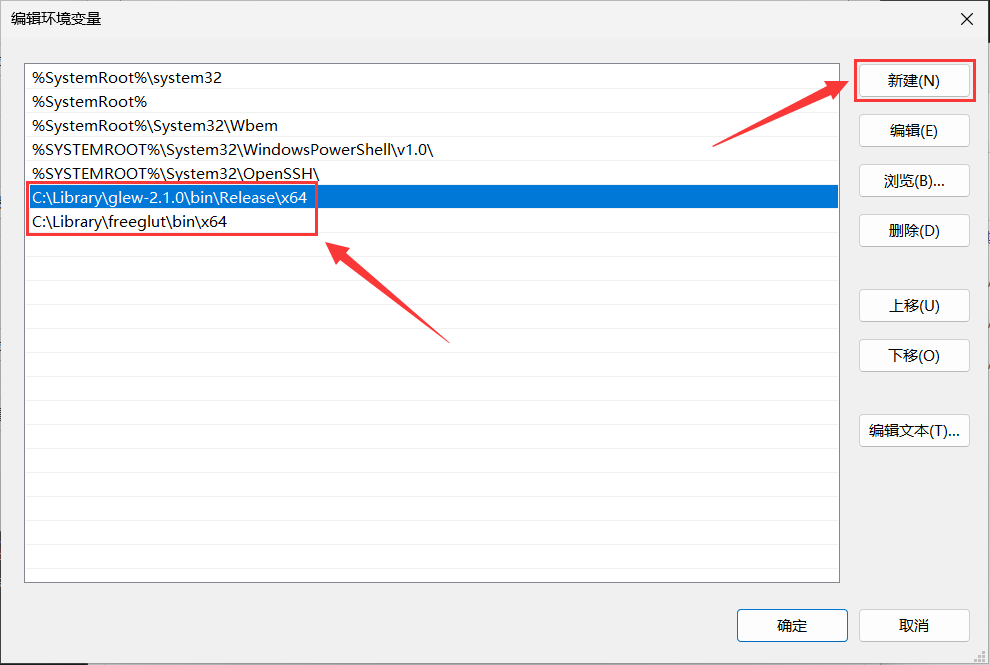 编辑环境变量
%SystemRoot%\system32
%SystemRoot%
%SystemRoot%\System32\Wbem
%SYSTEMROOT%\System32\WindowsPowerShell\v1.0\
%SYSTEMROOT%\System32\OpenSSH\
C:\Library\glew-2.1.0\bin\Release\x64
C:\Library\freeglut\bin\x64
新建(N)
编辑(E)
浏览(B)...
删除(D)
上移(U)
下移(O)
编辑文本(T)...
确定
取消